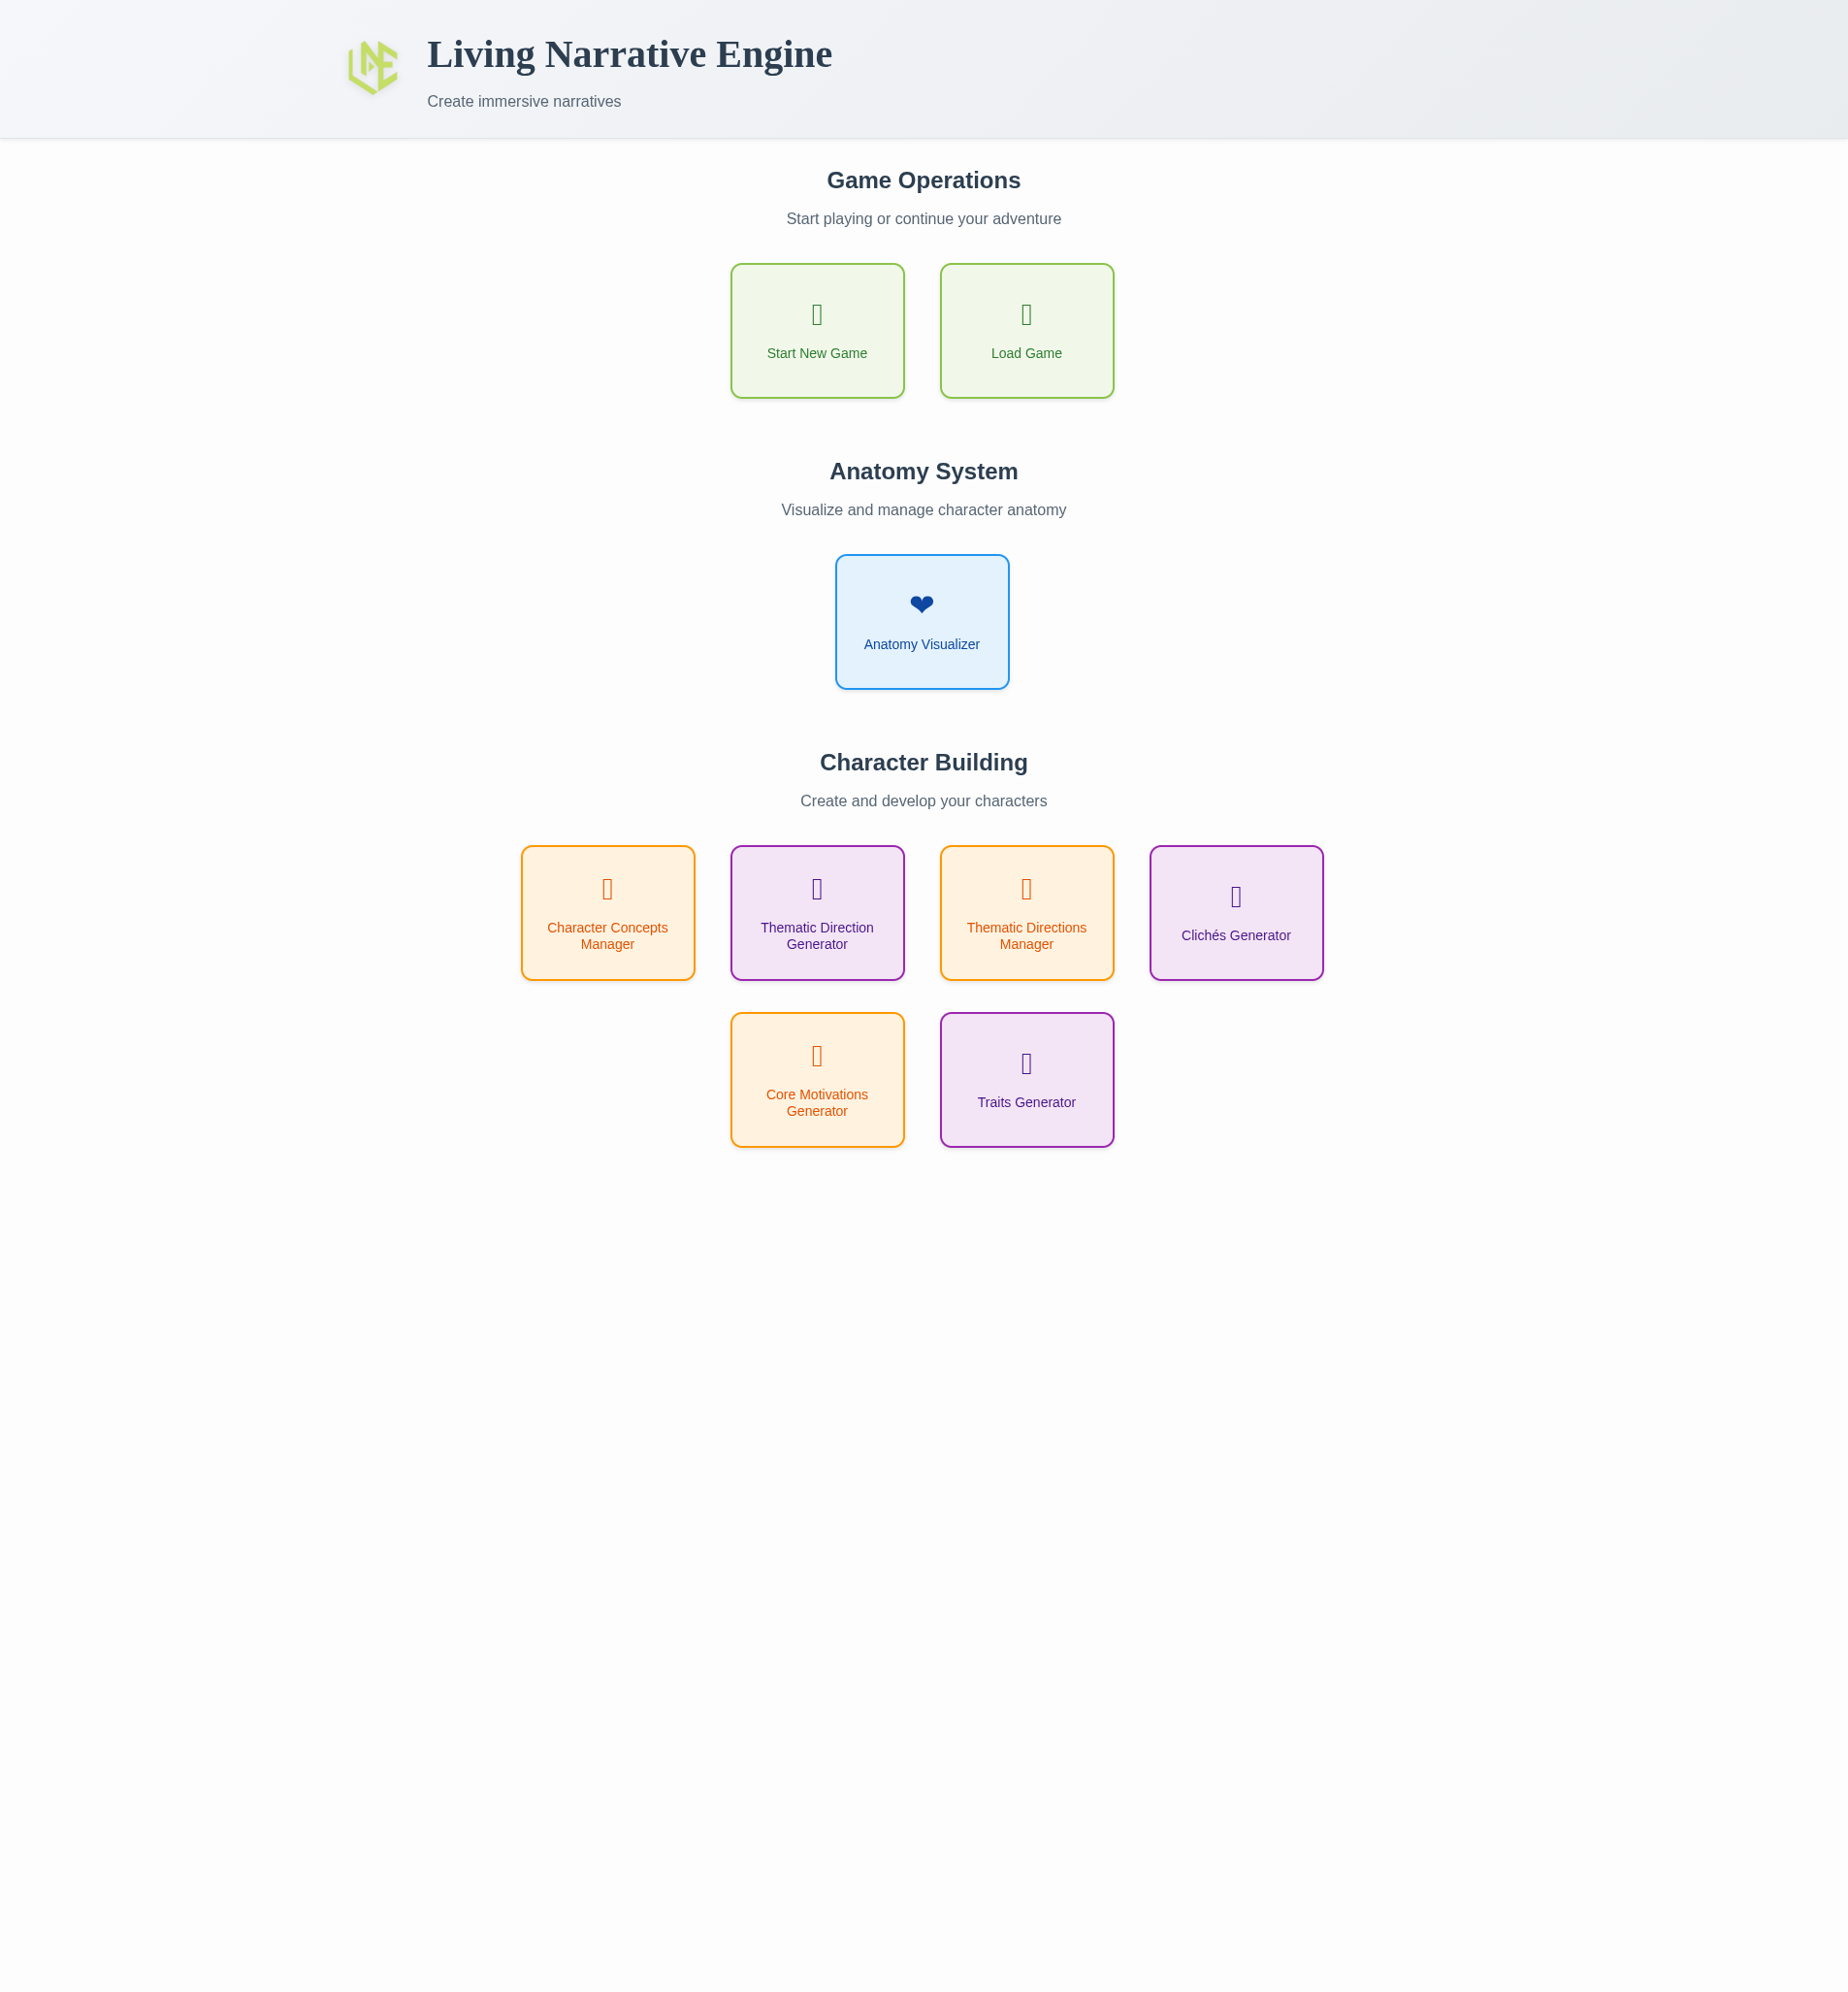 Living Narrative Engine
Create immersive narratives
Game Operations
Start playing or continue your adventure
Start New Game
Load Game
Anatomy System
Visualize and manage character anatomy
Anatomy Visualizer
Character Building
Create and develop your characters
Character Concepts
Manager
Thematic Direction
Generator
Thematic Directions
Manager
Clichés Generator
Core Motivations
Generator
Traits Generator